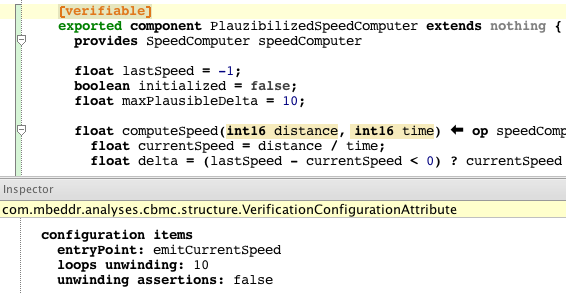 [verifiable]
exported component PlauzibilizedSpeedComputer extends nothing {
provides SpeedComputer speedComputer
float lastSpeed = -1;
boolean initialized = false;
float maxPlausibleDelta = 10;
float computeSpeed(int16 distance, int16 time) ← op speedComp
float currentSpeed = distance / time;
float delta = (lastSpeed - currentSpeed < 0) ? currentSpeed
Inspector
com.mbeddr.analyses.cbmc.structure.VerificationConfigurationAttribute
configuration items
entryPoint: emitCurrentSpeed
loops unwinding: 10
unwinding assertions: false